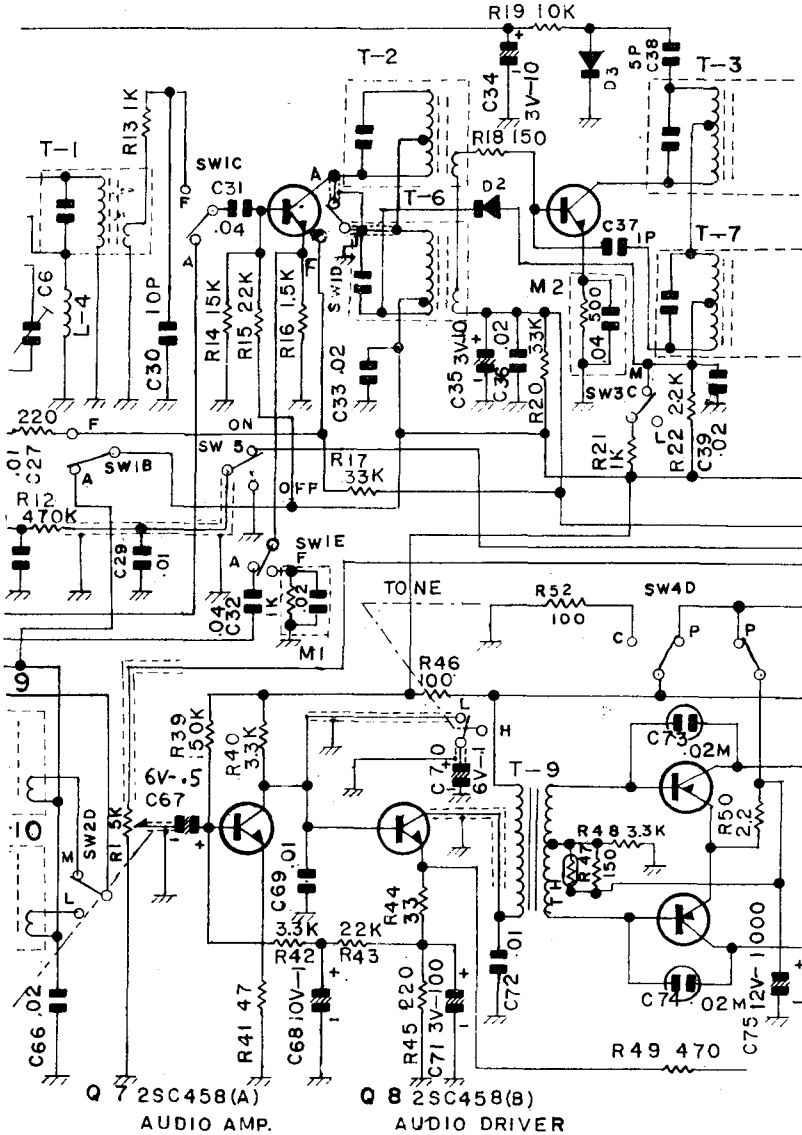 R19 10K
T-2
C34
3V-10
D3
5P
C38
T-3
R13 1K
T-1
SW1C
F
C31
.04
A
A
R18 150
T-6
D2
C37
1P
T-7
C6
L-4
10P
C30
R14 15K
R15 22K
R16 1.5K
F
SW1D
C33 .02
C35
3V-10
C36 .02
R20 33K
M2
500
.04
M
SW3C
L
R21
1K
R22 2.2K
C39
.02
220
F
.01
C27
SW1B
A
ON
SW 5
OFF
R17
33K
R12
470K
C29
.01
A
SW1E
F
.04
C32
1K
.02
M1
TONE
R52
100
SW4D
C
P
P
9
R46
100
L
H
R39
150K
R40
3.3K
C70
6V-1
T-9
C73
.02M
6V-.5
C67
R1 5K
10
SW2D
M
L
R50
2.2
R48 3.3K
R47
150
TH
C69 .01
R44
33
3.3K
R42
22K
R43
.01
C72
C74
.02M
C75 12V-1000
C66 .02
R41 47
C68 10V-1
R45 220
C71 3V-100
R49 470
Q 7 2SC458(A)
AUDIO AMP.
Q 8 2SC458(B)
AUDIO DRIVER